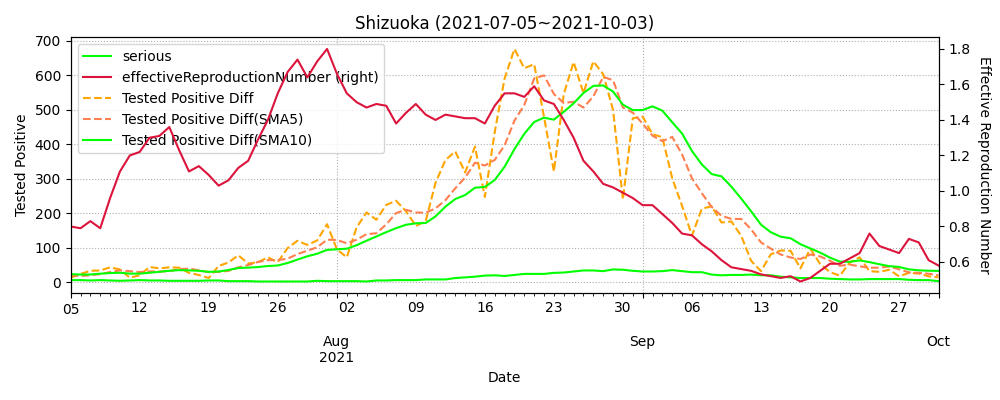 Shizuoka (2021-07-05~2021-10-03)
serious
effectiveReproductionNumber (right)
Tested Positive Diff
Tested Positive Diff(SMA5)
Tested Positive Diff(SMA10)
Tested Positive
700
600
500
400
300
200
100
0
1.8
1.6
1.4
1.2
1.0
0.8
0.6
Effective Reproduction Number
05 12 19 26 02 09 16 23 30 06 13 20 27
Aug Sep Oct
2021
Date